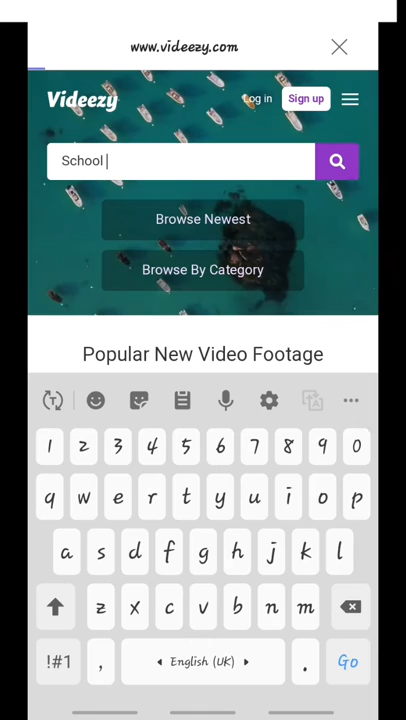 www.videezy.com
Videezy
Log in
Sign up
School
Browse Newest
Browse By Category
Popular New Video Footage
T
1 2 3 4 5 6 7 8 9 0
q w e r t y u i o p
a s d f g h j k l
z x c v b n m
!#1 , English (UK) . Go